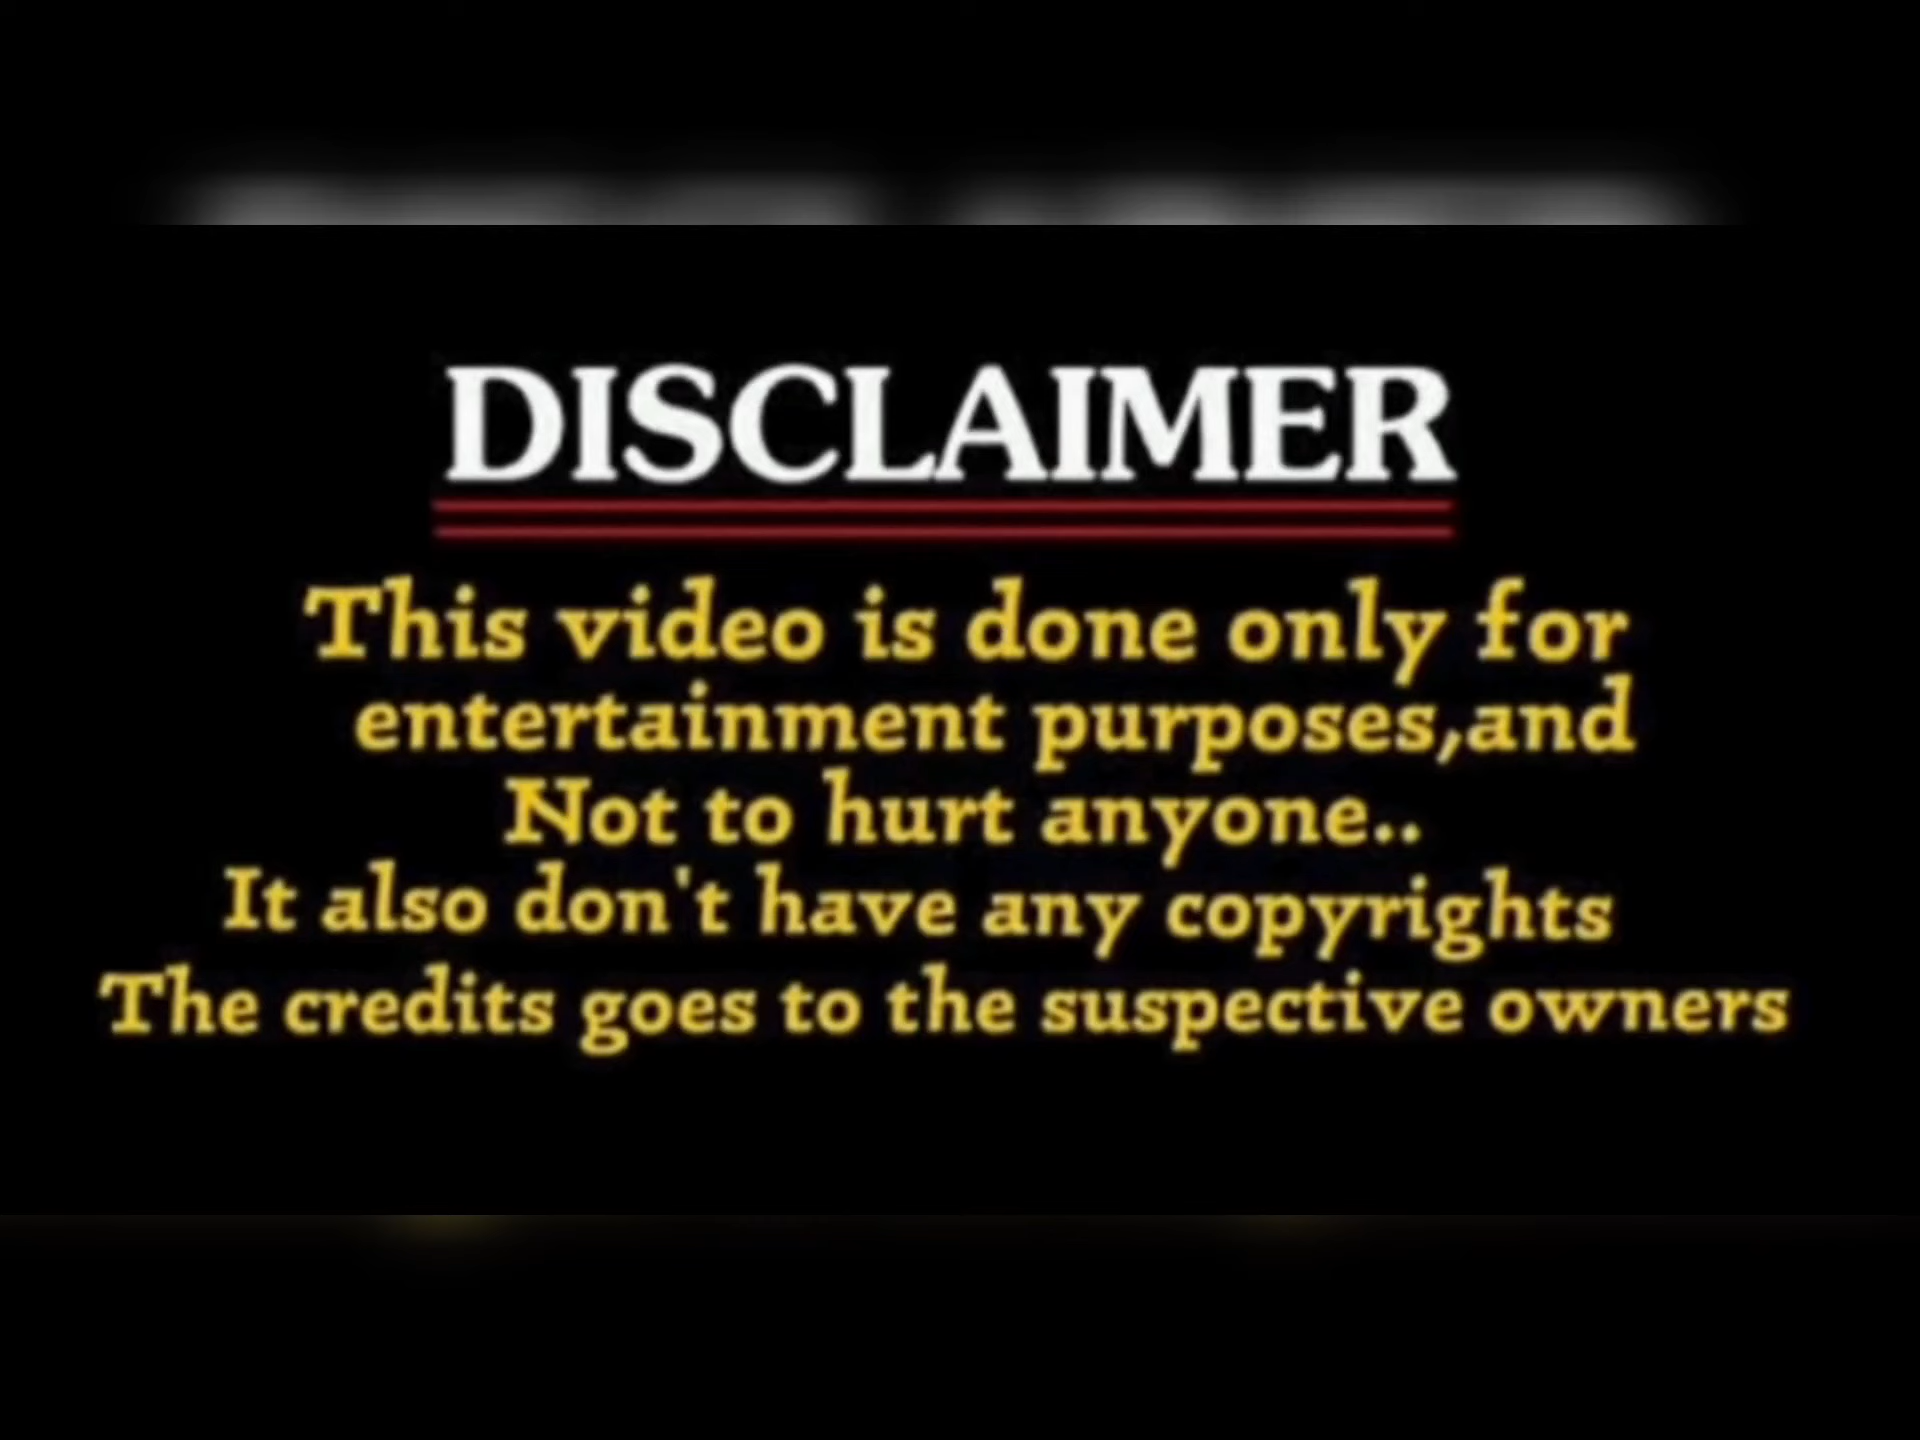 DISCLAIMER
This video is done only for
entertainment purposes,and
Not to hurt anyone..
It also don't have any copyrights
The credits goes to the suspective owners